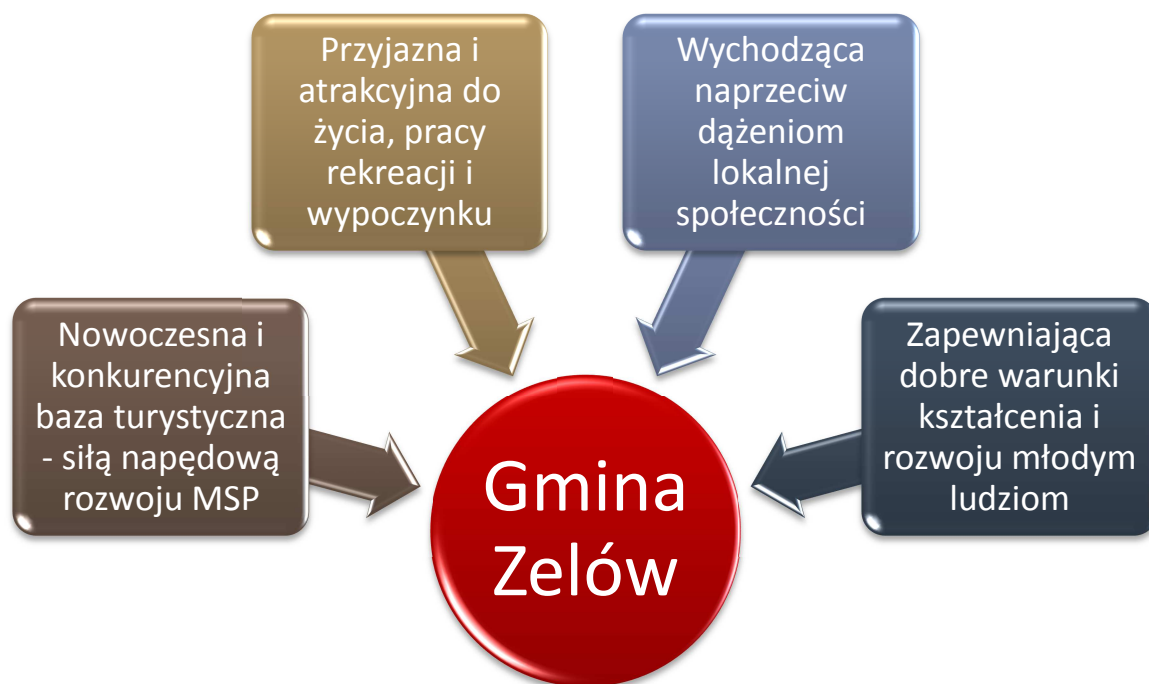 Przyjazna i
atrakcyjna do
życia, pracy
rekreacji i
wypoczynku
Wychodząca
naprzeciw
dążeniom
lokalnej
społeczności
Nowoczesna i
konkurencyjna
baza turystyczna
- siłą napędową
rozwoju MSP
Zapewniająca
dobre warunki
kształcenia i
rozwoju młodym
ludziom
Gmina
Zelów